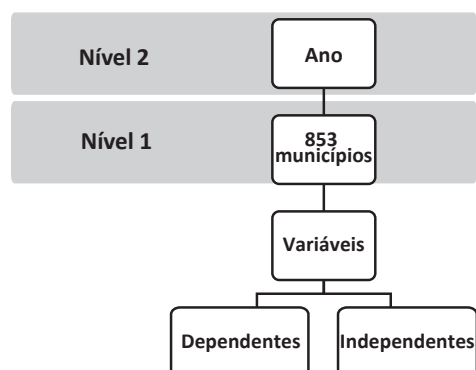 Nível 2
Ano
Nível 1
853
municípios
Variáveis
Dependentes
Independentes